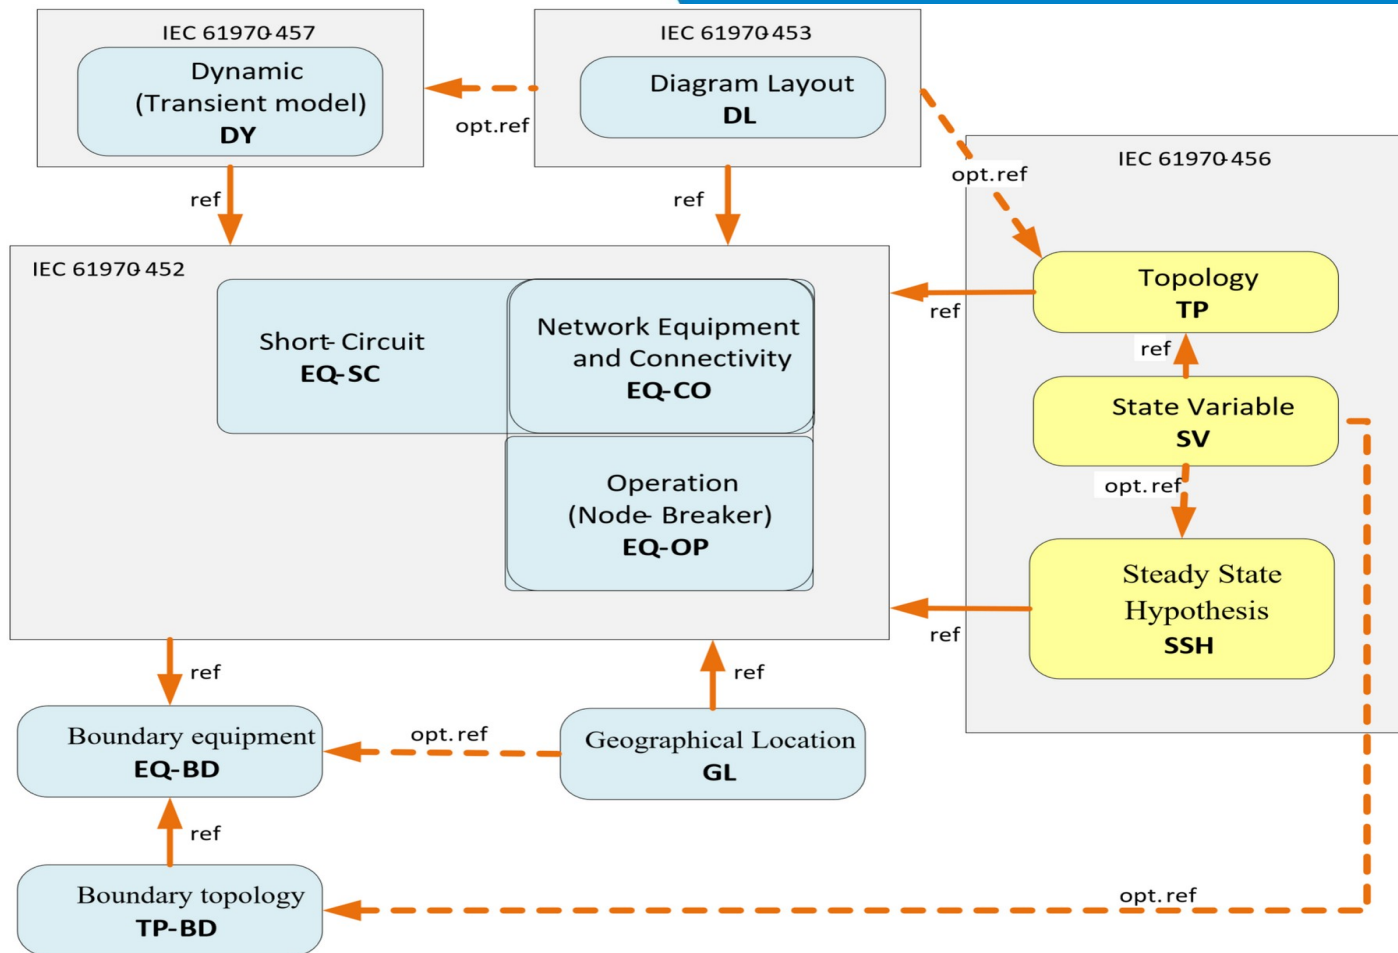 IEC 61970-457
Dynamic
(Transient model)
DY
opt.ref
IEC 61970-453
Diagram Layout
DL
opt.ref
IEC 61970-456
ref
ref
IEC 61970-452
Short-Circuit
EQ-SC
Network Equipment
and Connectivity
EQ-CO
Operation
(Node-Breaker)
EQ-OP
ref
Topology
TP
ref
State Variable
SV
opt.ref
Steady State
Hypothesis
SSH
ref
ref
ref
Boundary equipment
EQ-BD
opt.ref
Geographical Location
GL
ref
Boundary topology
TP-BD
opt.ref